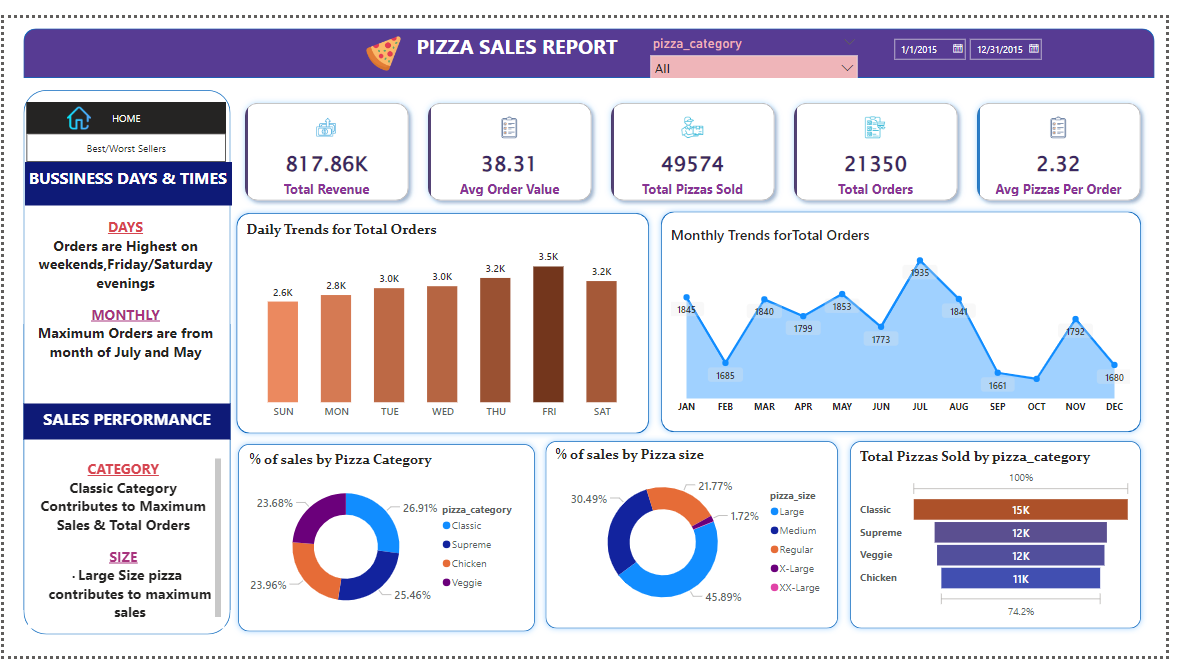 PIZZA SALES REPORT
pizza_category
All
1/1/2015
12/31/2015
HOME
Best/Worst Sellers
BUSSINESS DAYS & TIMES
DAYS
Orders are Highest on
weekends,Friday/Saturday
evenings
MONTHLY
Maximum Orders are from
month of July and May
SALES PERFORMANCE
CATEGORY
Classic Category
Contributes to Maximum
Sales & Total Orders
SIZE
· Large Size pizza
contributes to maximum
sales
817.86K
Total Revenue
38.31
Avg Order Value
49574
Total Pizzas Sold
21350
Total Orders
2.32
Avg Pizzas Per Order
Daily Trends for Total Orders
2.6K
2.8K
3.0K
3.0K
3.2K
3.5K
3.2K
SUN
MON
TUE
WED
THU
FRI
SAT
Monthly Trends forTotal Orders
1845
1685
1840
1799
1853
1773
1935
1841
1661
1792
1680
JAN
FEB
MAR
APR
MAY
JUN
JUL
AUG
SEP
OCT
NOV
DEC
% of sales by Pizza Category
23.68%
26.91%
23.96%
25.46%
pizza_category
Classic
Supreme
Chicken
Veggie
% of sales by Pizza size
21.77%
30.49%
1.72%
45.89%
pizza_size
Large
Medium
Regular
X-Large
XX-Large
Total Pizzas Sold by pizza_category
100%
Classic
15K
Supreme
12K
Veggie
12K
Chicken
11K
74.2%